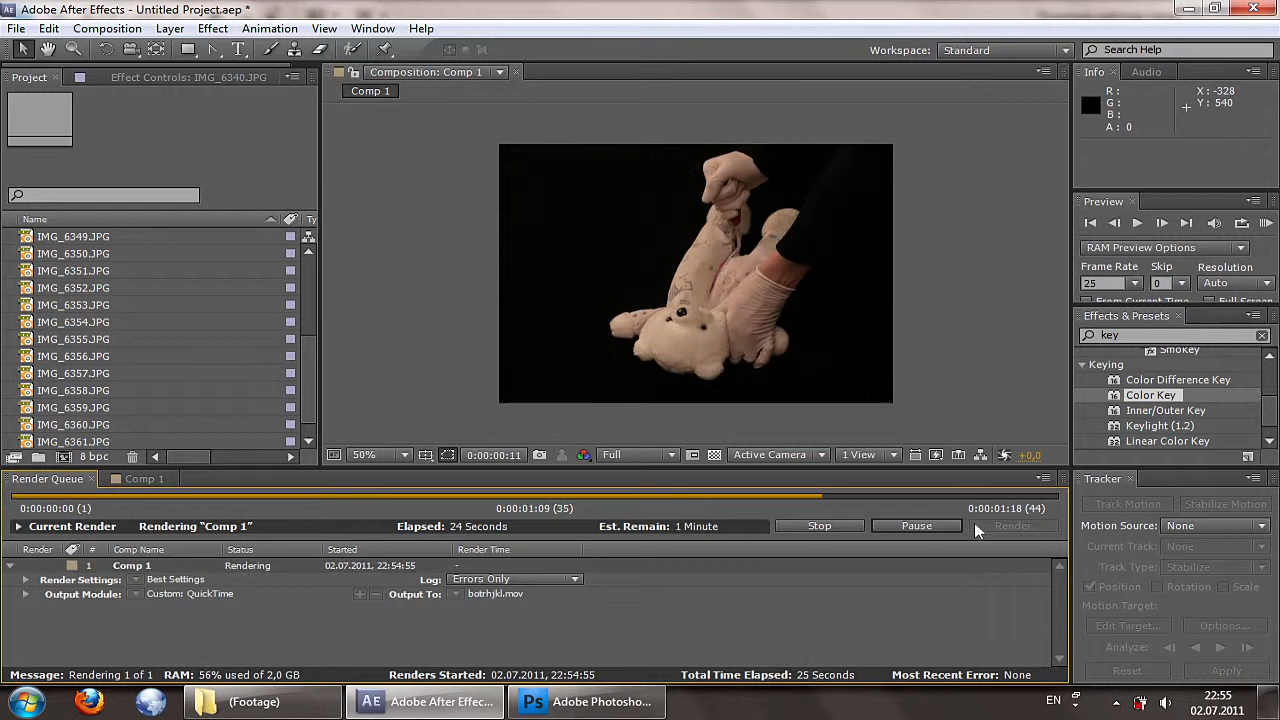 Adobe After Effects - Untitled Project.aep *
File Edit Composition Layer Effect Animation View Window Help
Workspace: Standard Search Help
Project Effect Controls: IMG_6340.JPG
Composition: Comp 1
Comp 1
Info Audio
R : X : -328
G : Y : 540
B :
A : 0
Preview
RAM Preview Options
Frame Rate Skip Resolution
25 0 Auto
From Current Time Full Screen
Effects & Presets
key
Smokey
Keying
Color Difference Key
Color Key
Inner/Outer Key
Keylight (1.2)
Linear Color Key
Name Ty
IMG_6349.JPG
IMG_6350.JPG
IMG_6351.JPG
IMG_6352.JPG
IMG_6353.JPG
IMG_6354.JPG
IMG_6355.JPG
IMG_6356.JPG
IMG_6357.JPG
IMG_6358.JPG
IMG_6359.JPG
IMG_6360.JPG
IMG_6361.JPG
8 bpc
50% 0:00:00:11 Full Active Camera 1 View +0,0
Render Queue Comp 1
0:00:00:00 (1) 0:00:01:09 (35) 0:00:01:18 (44)
Current Render Rendering “Comp 1” Elapsed: 24 Seconds Est. Remain: 1 Minute Stop Pause Render
Render # Comp Name Status Started Render Time
1 Comp 1 Rendering 02.07.2011, 22:54:55 -
Render Settings: Best Settings Log: Errors Only
Output Module: Custom: QuickTime Output To: botrhjkl.mov
Message: Rendering 1 of 1 RAM: 56% used of 2,0 GB Renders Started: 02.07.2011, 22:54:55 Total Time Elapsed: 25 Seconds Most Recent Error: None
Tracker
Track Motion Stabilize Motion
Motion Source: None
Current Track: None
Track Type: Stabilize
Position Rotation Scale
Motion Target:
Edit Target... Options...
Analyze:
Reset Apply
(Footage) Adobe After Effec... Adobe Photosho... EN 22:55
02.07.2011